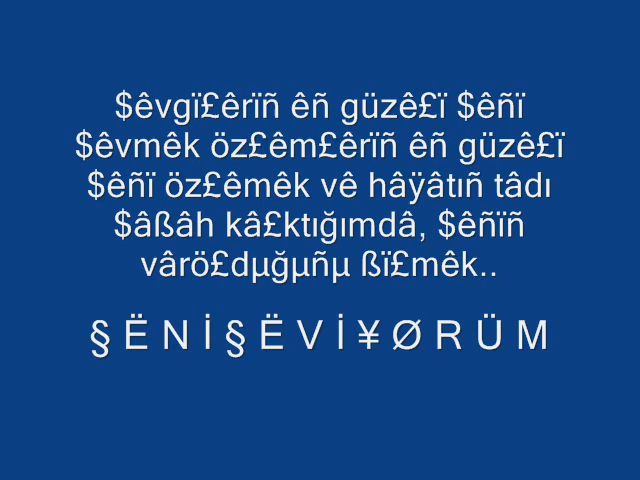 $êvgï£êrïñ êñ güzê£ï $êñï
$êvmêk öz£êm£êrïñ êñ güzê£ï
$êñï öz£êmêk vê hâÿâtıñ tâdı
$âßâh kâ£ktığımdâ, $êñïñ
vârö£dµğµñµ ßï£mêk..
§ Ë N İ § Ë V İ ¥ Ø R Ü M